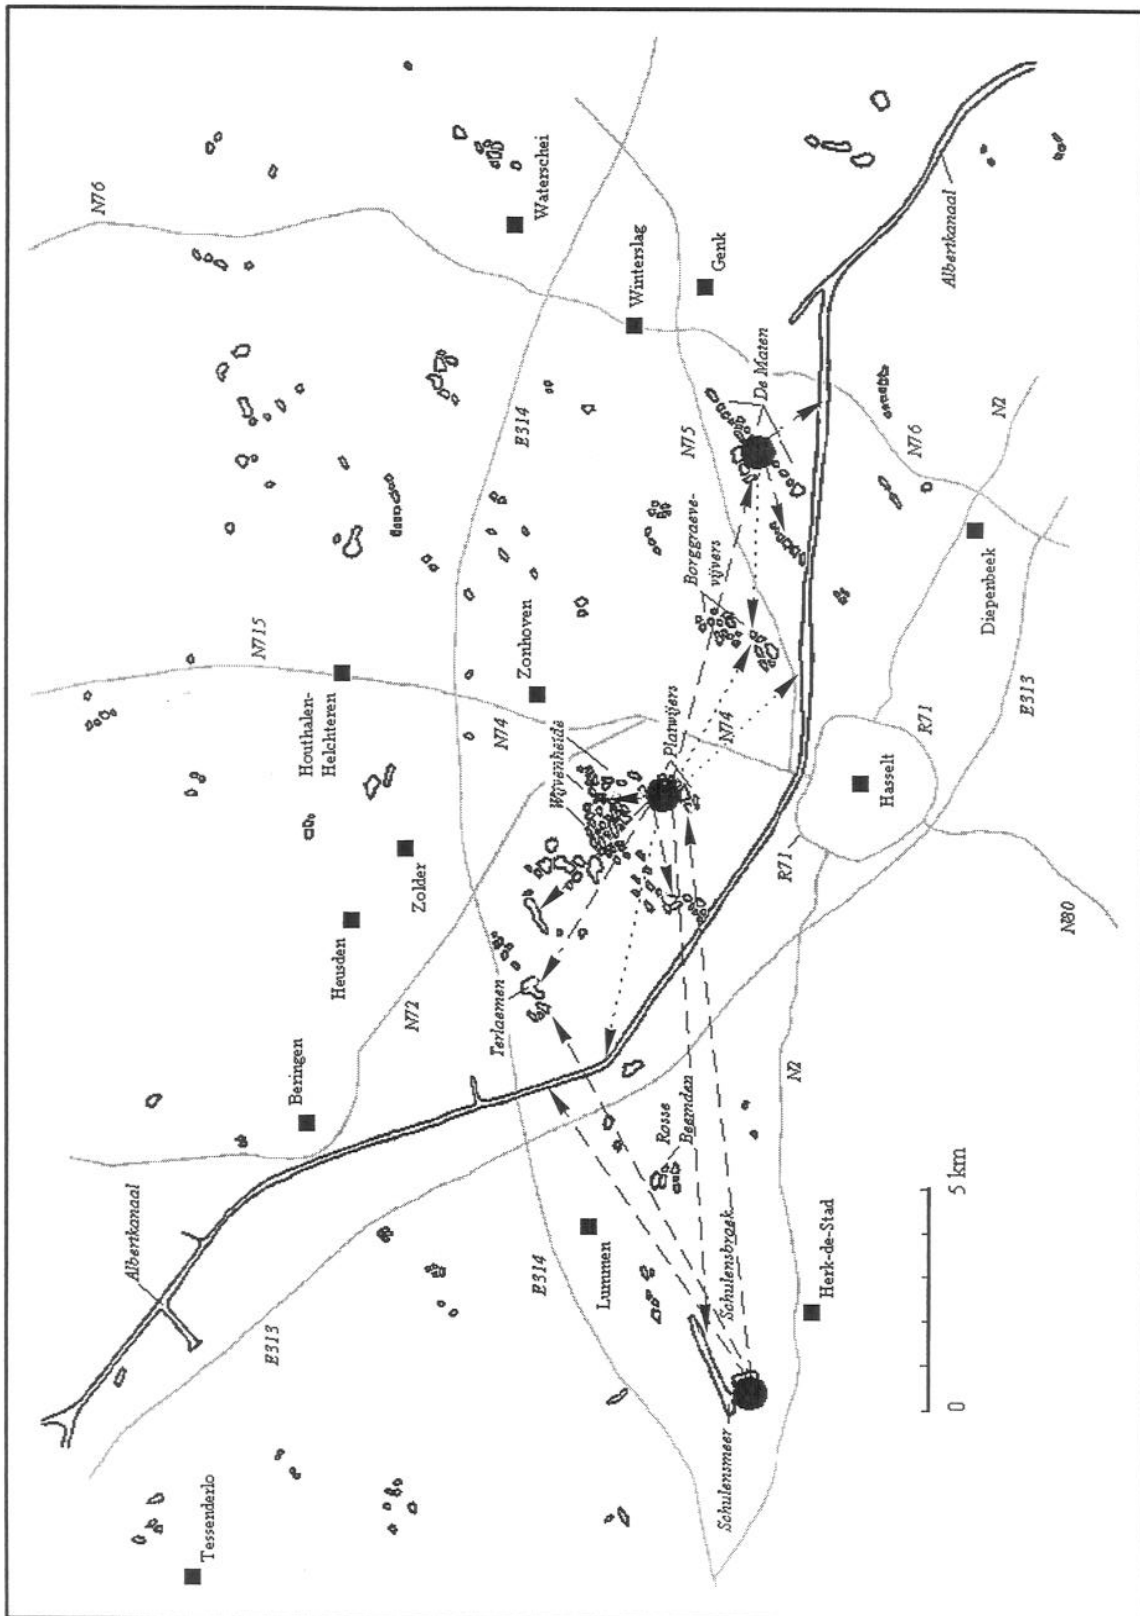 Tessenderlo
Albertkanaal
E313
Beringen
Heusden
Zolder
Houthalen-
Helchteren
N715
N76
Waterschei
Winterslag
Genk
E314
N72
Terlaemen
Wijvenheide
N74
Zonhoven
Borggraeve-
vijvers
N75
De Maten
Platwijers
N74
Lummen
E314
Rosse
Beemden
Schulensbroek
Schulensmeer
Herk-de-Stad
N2
R71
Hasselt
R71
N80
E313
Diepenbeek
N76
N2
Albertkanaal
0
5 km